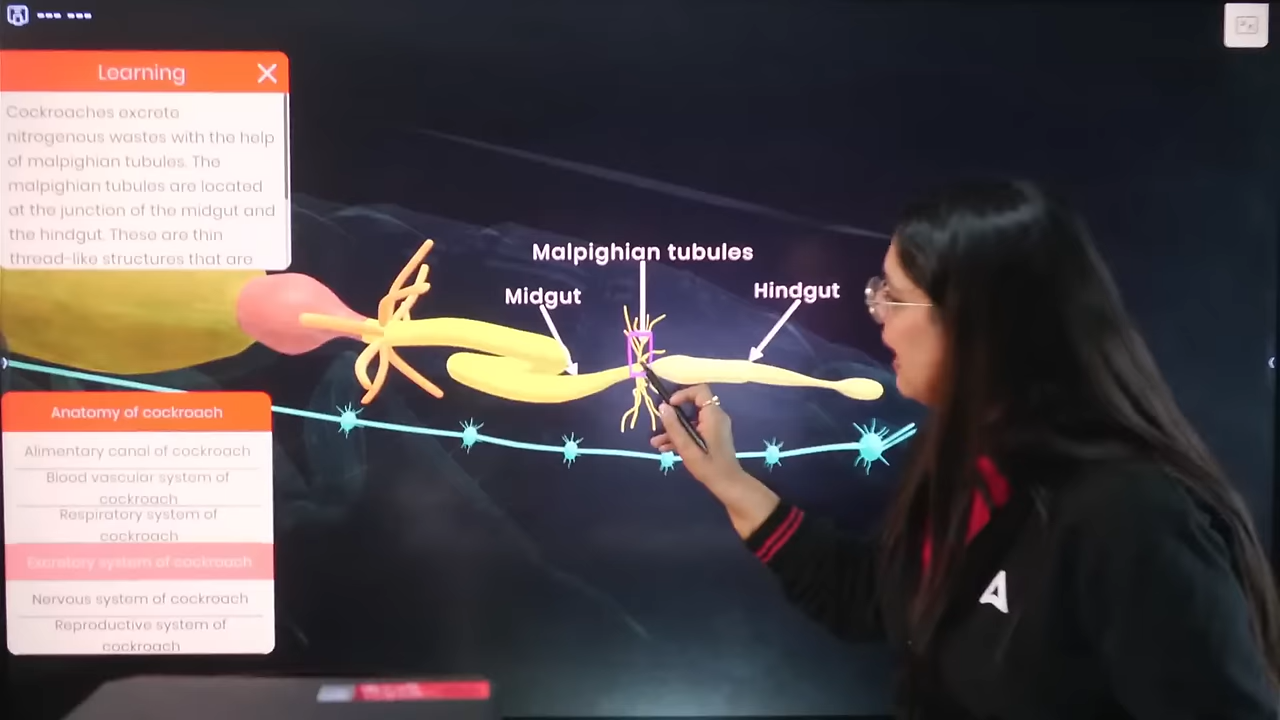 Learning
Cockroaches excrete
nitrogenous wastes with the help
of malpighian tubules. The
malpighian tubules are located
at the junction of the midgut and
the hindgut. These are thin
thread-like structures that are
Malpighian tubules
Midgut
Hindgut
Anatomy of cockroach
Alimentary canal of cockroach
Blood vascular system of
cockroach
Respiratory system of
cockroach
Excretory system of cockroach
Nervous system of cockroach
Reproductive system of
cockroach